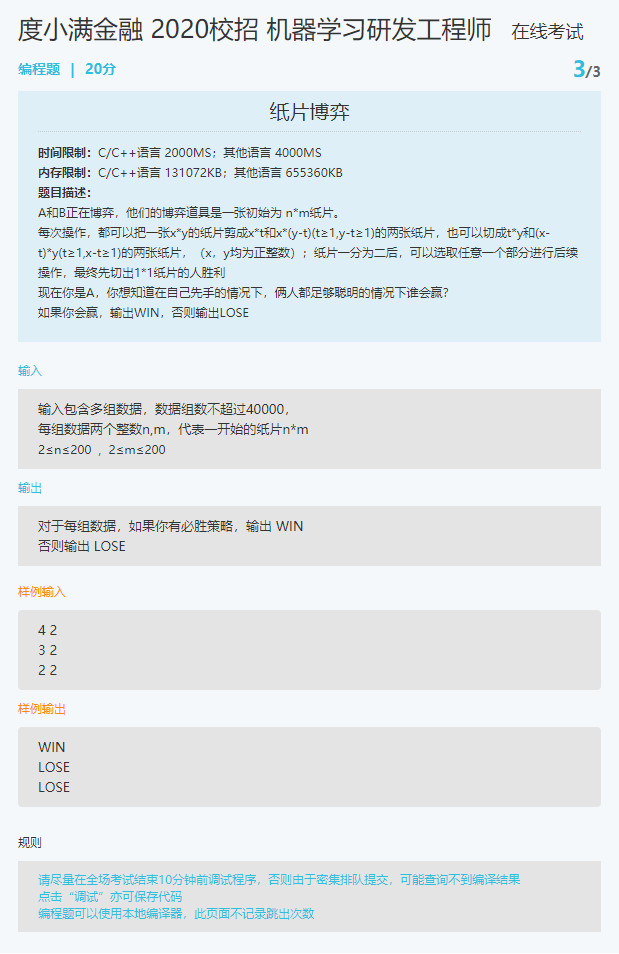 度小满金融 2020校招 机器学习研发工程师 在线考试
编程题 | 20分 3/3
纸片博弈
时间限制：C/C++语言 2000MS；其他语言 4000MS
内存限制：C/C++语言 131072KB；其他语言 655360KB
题目描述：
A和B正在博弈，他们的博弈道具是一张初始为 n*m纸片。
每次操作，都可以把一张x*y的纸片剪成x*t和x*(y-t)(t≥1,y-t≥1)的两张纸片，也可以切成t*y和(x-
t)*y(t≥1,x-t≥1)的两张纸片，（x，y均为正整数）；纸片一分为二后，可以选取任意一个部分进行后续
操作，最终先切出1*1纸片的人胜利
现在你是A，你想知道在自己先手的情况下，俩人都足够聪明的情况下谁会赢？
如果你会赢，输出WIN，否则输出LOSE
输入
输入包含多组数据，数据组数不超过40000，
每组数据两个整数n,m，代表一开始的纸片n*m
2≤n≤200 ，2≤m≤200
输出
对于每组数据，如果你有必胜策略，输出 WIN
否则输出 LOSE
样例输入
4 2
3 2
2 2
样例输出
WIN
LOSE
LOSE
规则
请尽量在全场考试结束10分钟前调试程序，否则由于密集排队提交，可能查询不到编译结果
点击“调试”亦可保存代码
编程题可以使用本地编译器，此页面不记录跳出次数